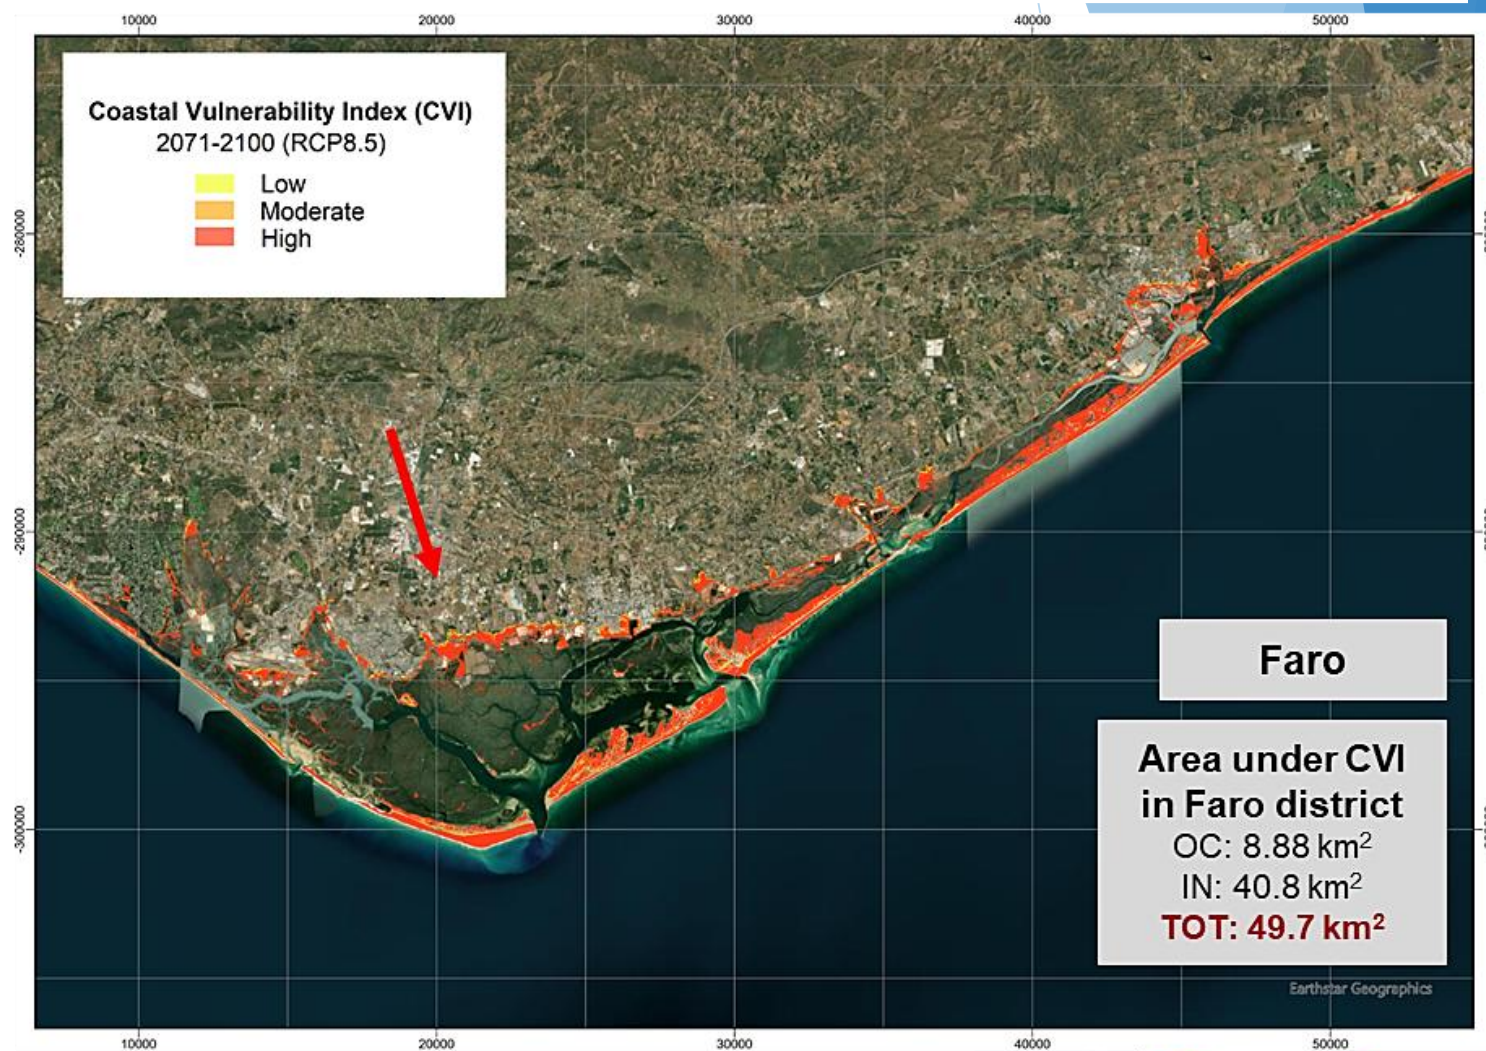 10000 20000 30000 40000 50000
Coastal Vulnerability Index (CVI)
2071-2100 (RCP8.5)
Low
Moderate
High
-280000
-290000
-300000
Faro
Area under CVI
in Faro district
OC: 8.88 km²
IN: 40.8 km²
TOT: 49.7 km²
Earthstar Geographics
10000 20000 30000 40000 50000